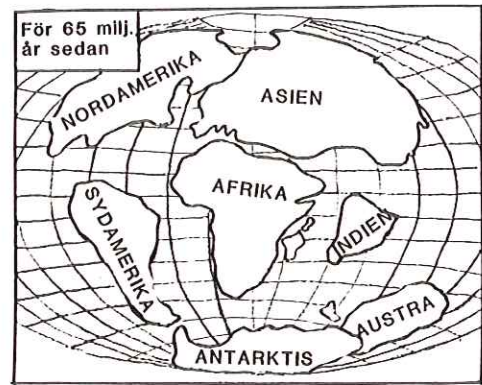 För 65 milj.
år sedan
NORDAMERIKA
ASIEN
SYDAMERIKA
AFRIKA
INDIEN
ANTARKTIS
AUSTRA